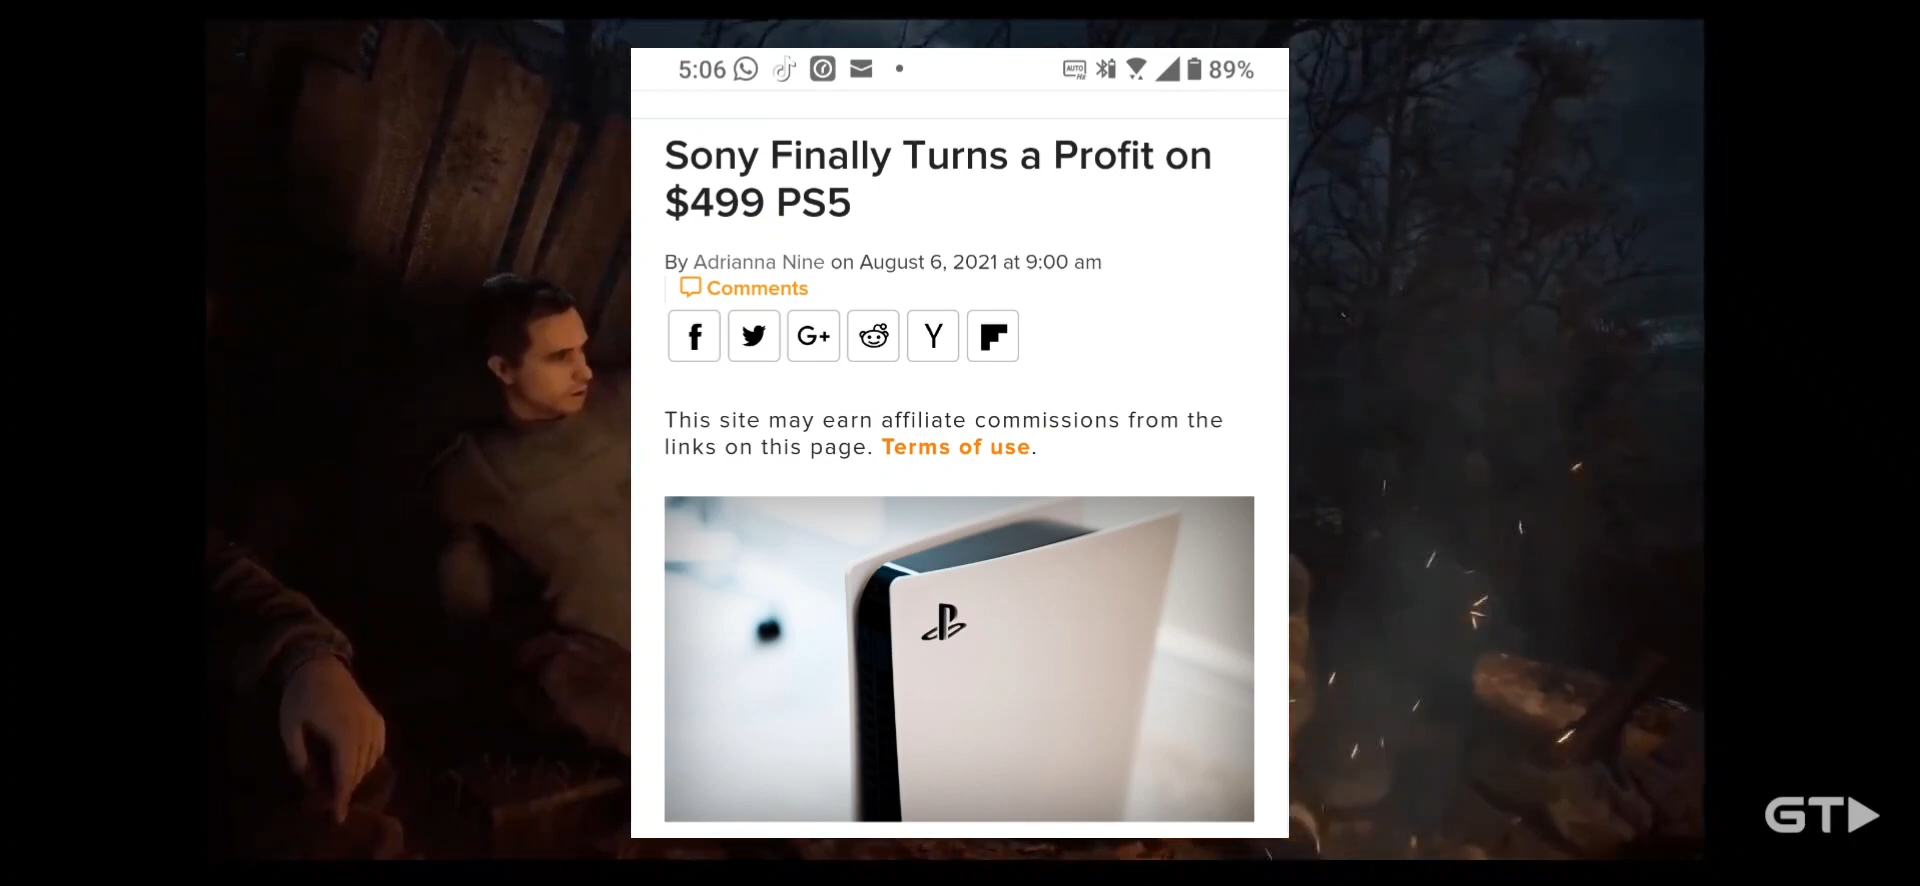 5:06 89%
Sony Finally Turns a Profit on
$499 PS5
By Adrianna Nine on August 6, 2021 at 9:00 am
Comments
f G+ Y
This site may earn affiliate commissions from the
links on this page. Terms of use.
GT